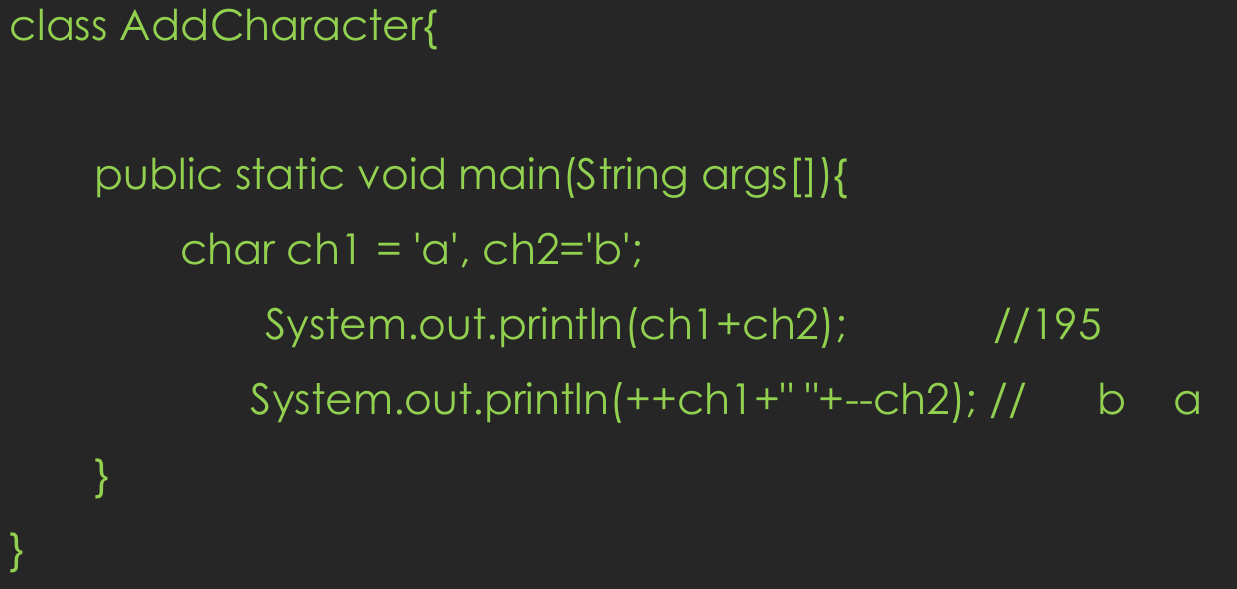 class AddCharacter{
public static void main(String args[]){
char ch1 = 'a', ch2='b';
System.out.println(ch1+ch2); //195
System.out.println(++ch1+" "+--ch2); // b a
}
}